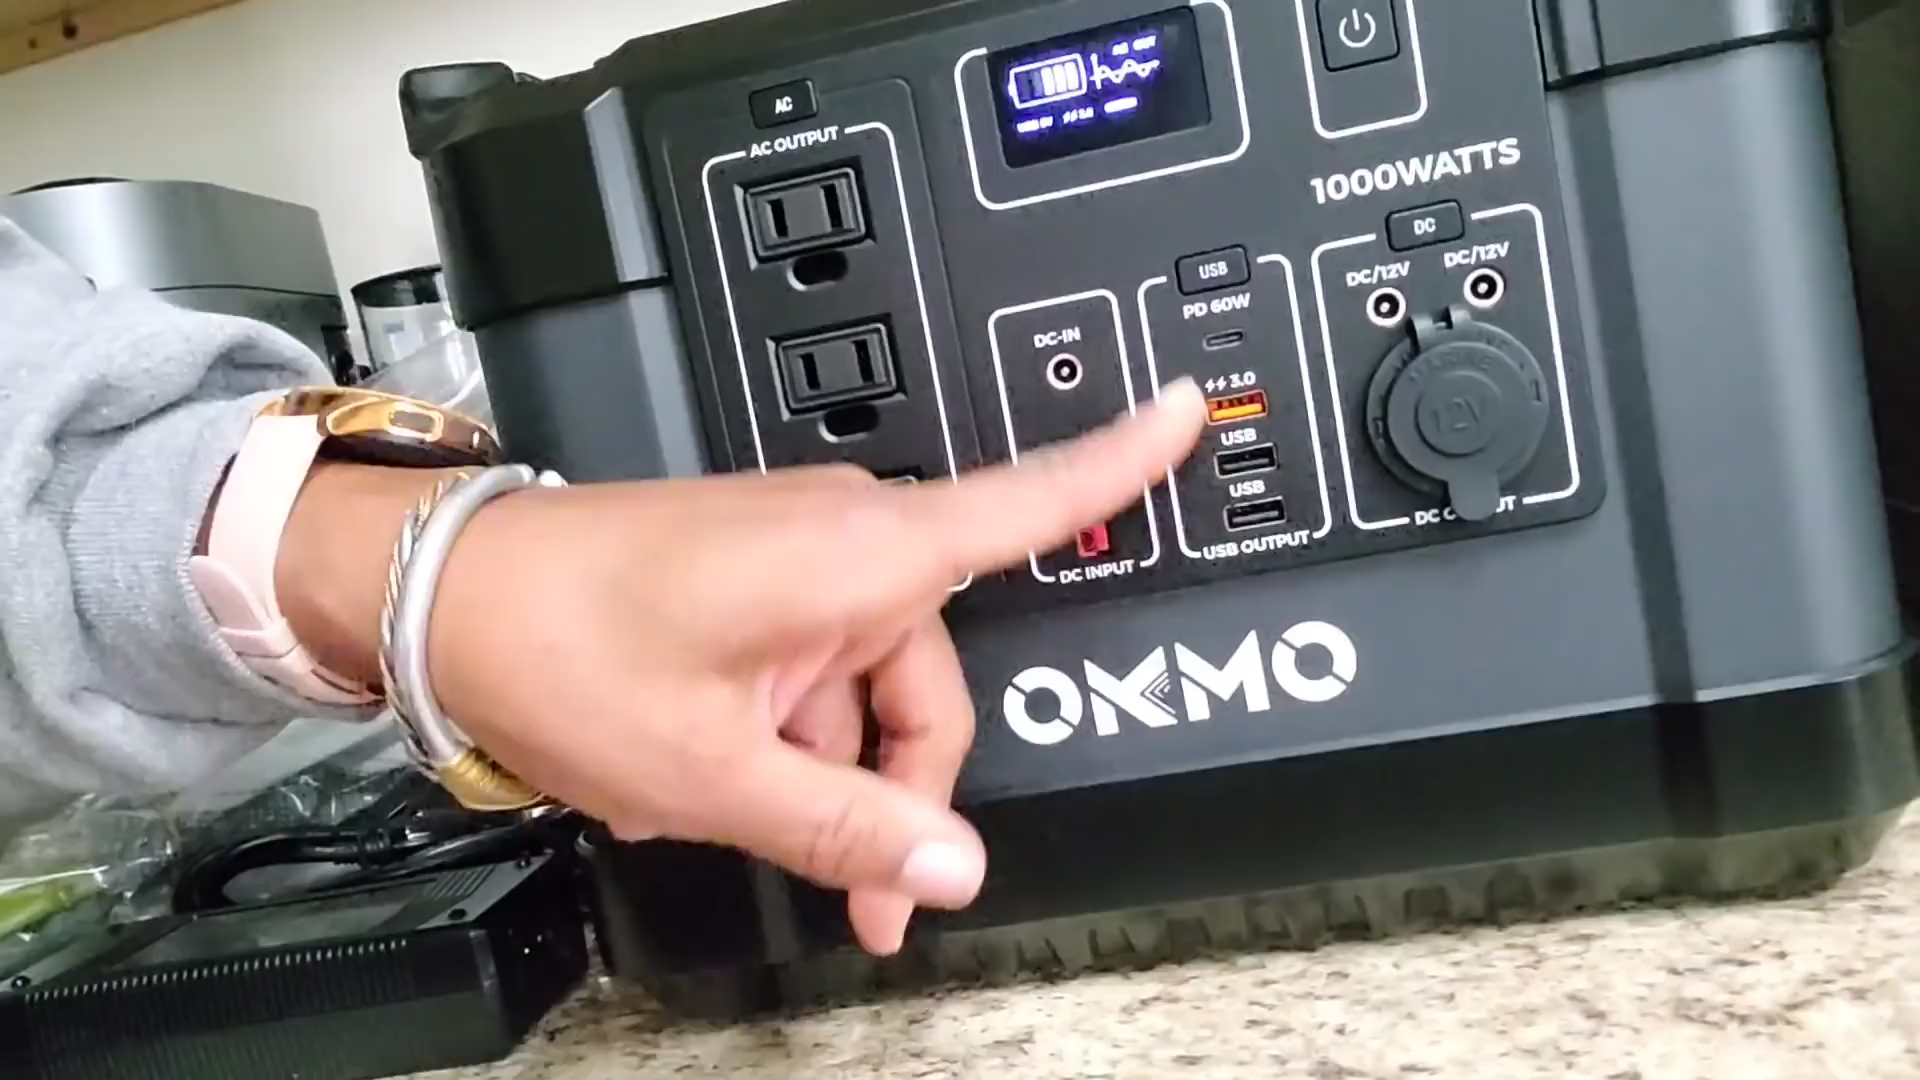 AC
AC OUTPUT
1000WATTS
DC-IN
DC INPUT
USB
PD 60W
3.0
USB
USB
USB OUTPUT
DC
DC/12V
DC/12V
12V
OKMO